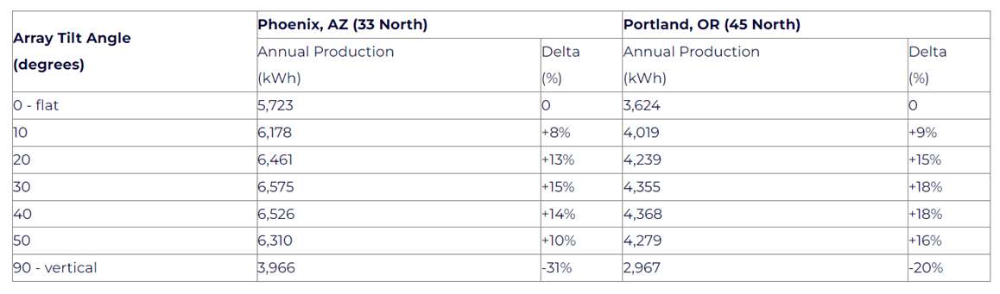 Array Tilt Angle
(degrees)
Phoenix, AZ (33 North)
Portland, OR (45 North)
Annual Production
(kWh)
Delta
(%)
Annual Production
(kWh)
Delta
(%)
0 - flat 5,723 0 3,624 0
10 6,178 +8% 4,019 +9%
20 6,461 +13% 4,239 +15%
30 6,575 +15% 4,355 +18%
40 6,526 +14% 4,368 +18%
50 6,310 +10% 4,279 +16%
90 - vertical 3,966 -31% 2,967 -20%